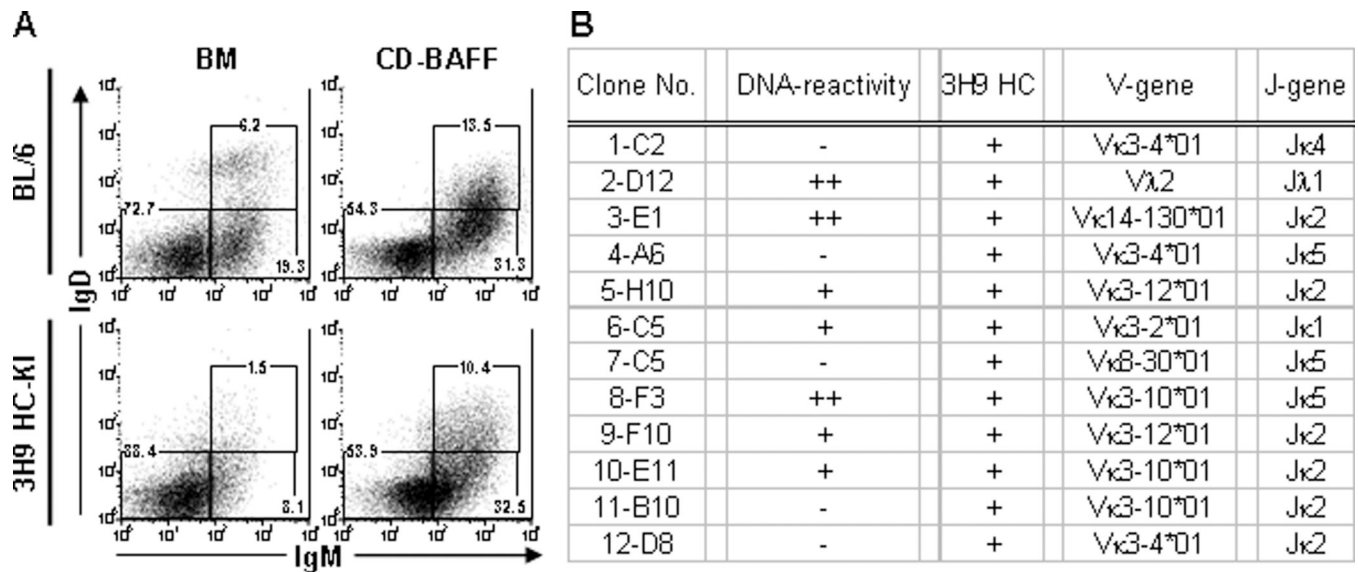 A
BM
CD-BAFF
BL/6
3H9 HC-KI
IgD
IgM
6.2
72.7
19.3
13.5
54.3
31.3
1.5
88.4
8.1
10.4
53.9
32.5
B
Clone No. DNA-reactivity 3H9 HC V-gene J-gene
1-C2 - + Vκ3-4*01 Jκ4
2-D12 ++ + Vλ2 Jλ1
3-E1 ++ + Vκ14-130*01 Jκ2
4-A6 - + Vκ3-4*01 Jκ5
5-H10 + + Vκ3-12*01 Jκ2
6-C5 + + Vκ3-2*01 Jκ1
7-C5 - + Vκ8-30*01 Jκ5
8-F3 ++ + Vκ3-10*01 Jκ5
9-F10 + + Vκ3-12*01 Jκ2
10-E11 + + Vκ3-10*01 Jκ2
11-B10 - + Vκ3-10*01 Jκ2
12-D8 - + Vκ3-4*01 Jκ2